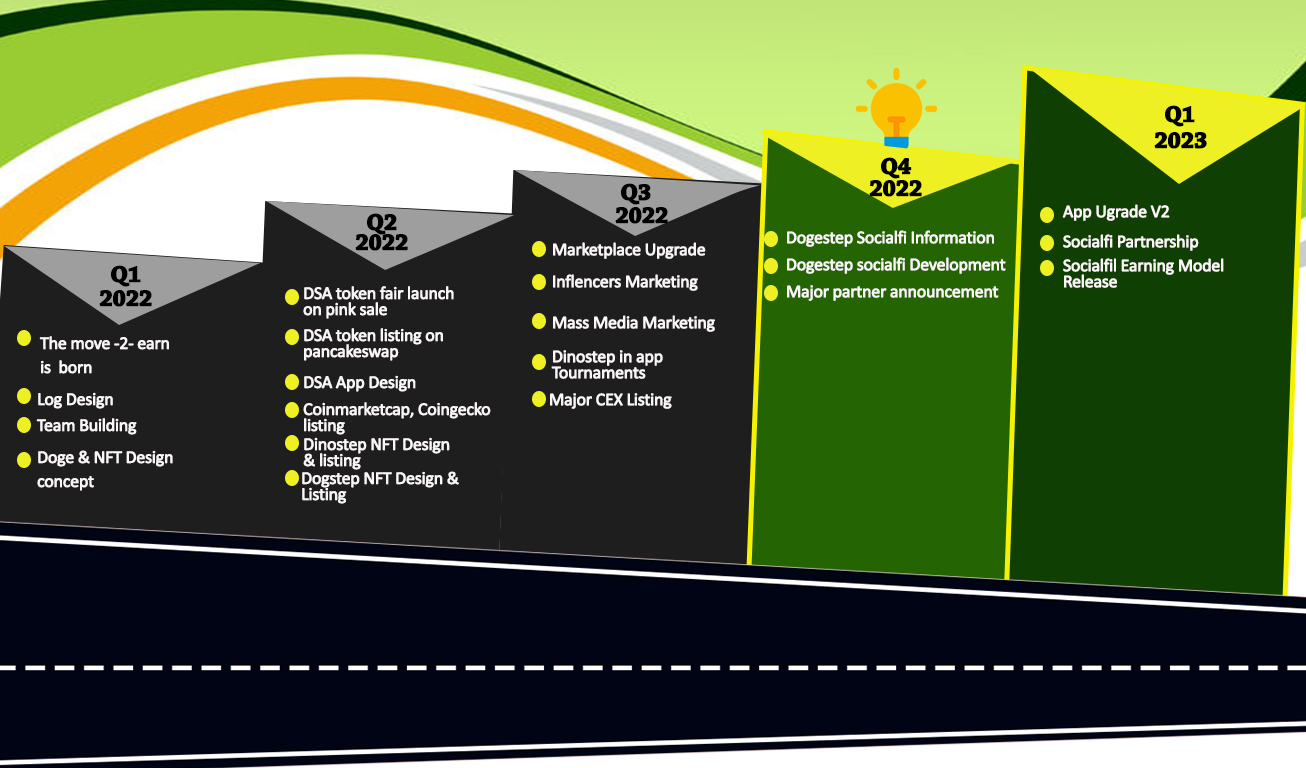 Q1
2022
The move -2- earn
is born
Log Design
Team Building
Doge & NFT Design
concept
Q2
2022
DSA token fair launch
on pink sale
DSA token listing on
pancakeswap
DSA App Design
Coinmarketcap, Coingecko
listing
Dinostep NFT Design
& listing
Dogstep NFT Design &
Listing
Q3
2022
Marketplace Upgrade
Inflencers Marketing
Mass Media Marketing
Dinostep in app
Tournaments
Major CEX Listing
Q4
2022
Dogestep Socialfi Information
Dogestep socialfi Development
Major partner announcement
Q1
2023
App Ugrade V2
Socialfi Partnership
Socialfil Earning Model
Release